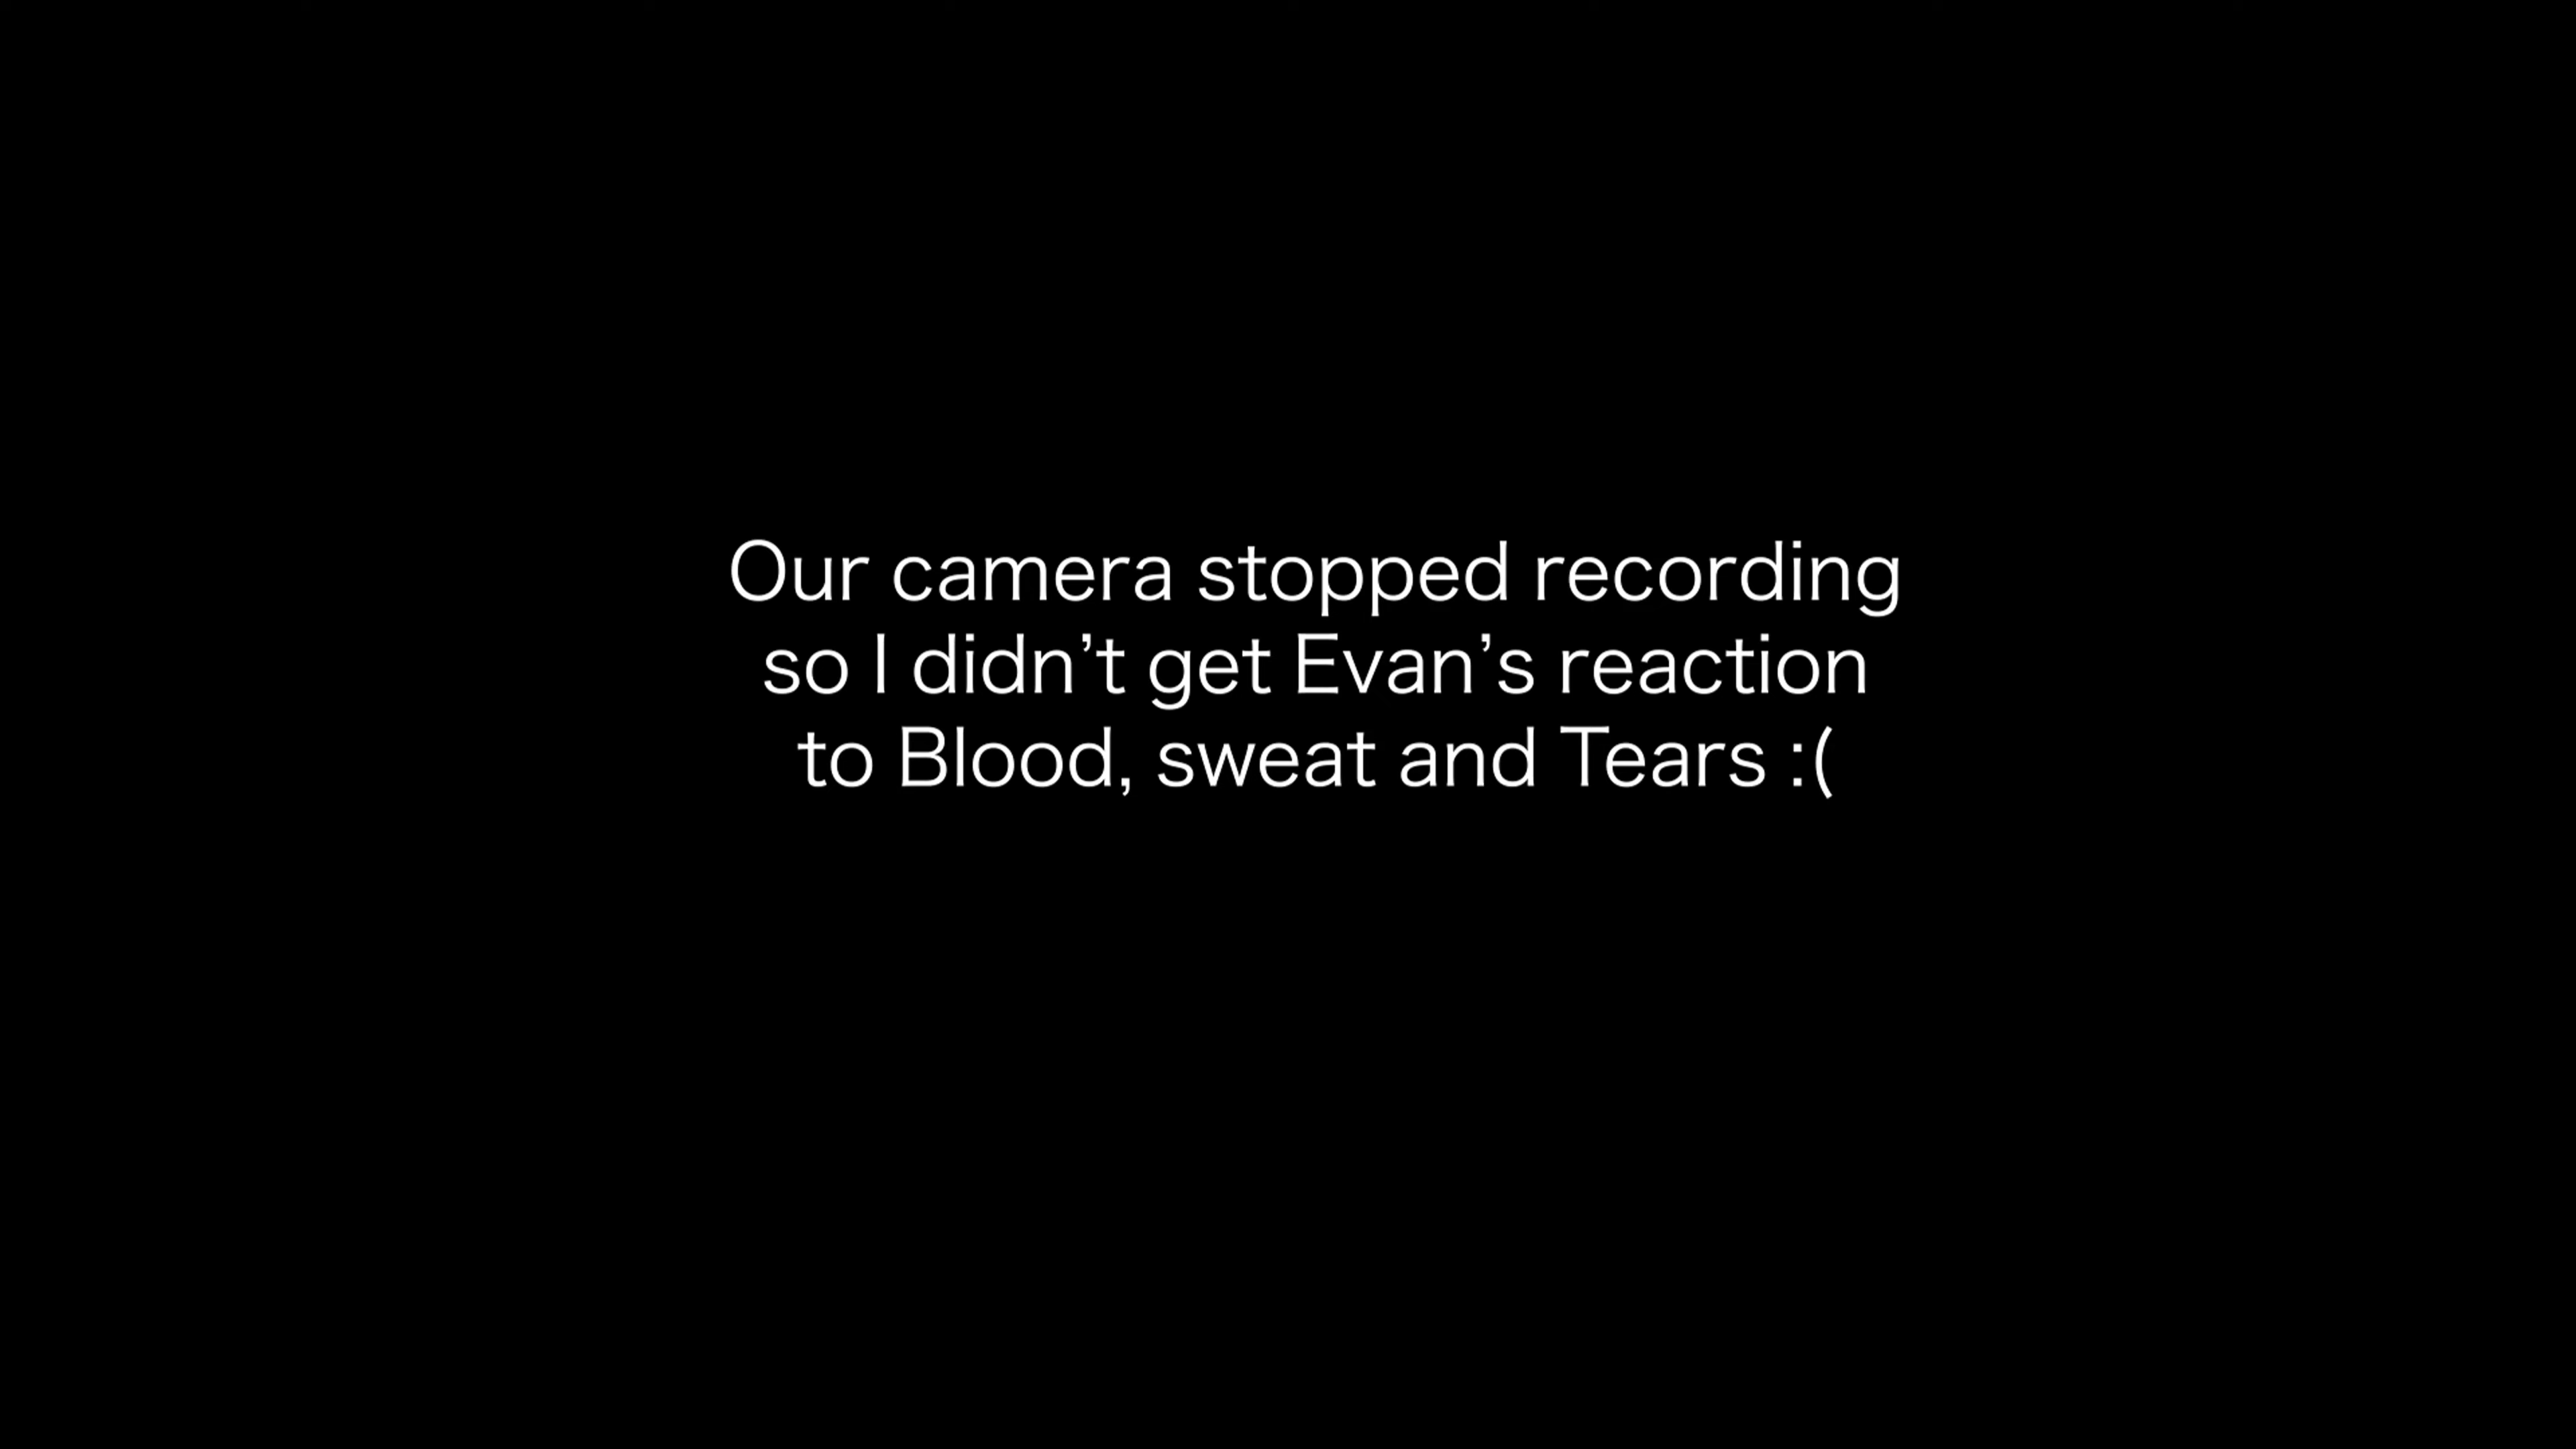 Our camera stopped recording
so I didn’t get Evan’s reaction
to Blood, sweat and Tears :(